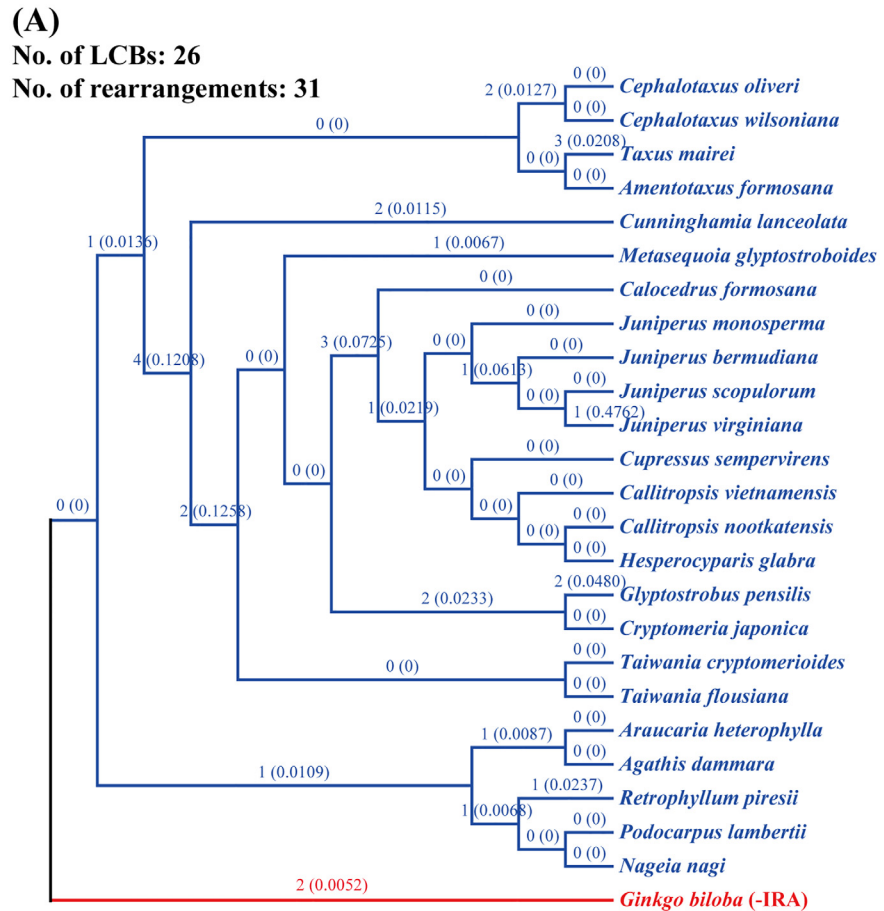 (A)
No. of LCBs: 26
No. of rearrangements: 31
0 (0)
2 (0.0127) Cephalotaxus oliveri
0 (0)
0 (0) Cephalotaxus wilsoniana
3 (0.0208)
0 (0) Taxus mairei
0 (0)
Amentotaxus formosana
2 (0.0115)
Cunninghamia lanceolata
1 (0.0136) 1 (0.0067)
Metasequoia glyptostroboides
0 (0)
Calocedrus formosana
0 (0)
Juniperus monosperma
3 (0.0725) 0 (0)
4 (0.1208) 0 (0) 1 (0.0613) 0 (0) Juniperus bermudiana
0 (0)
0 (0) Juniperus scopulorum
1 (0.0219) 1 (0.4762)
Juniperus virginiana
0 (0)
Cupressus sempervirens
0 (0) 0 (0)
0 (0) Callitropsis vietnamensis
0 (0) 2 (0.1258) 0 (0)
0 (0) Callitropsis nootkatensis
0 (0)
Hesperocyparis glabra
2 (0.0480)
2 (0.0233) Glyptostrobus pensilis
0 (0)
Cryptomeria japonica
0 (0)
0 (0) Taiwania cryptomerioides
0 (0)
Taiwania flousiana
0 (0)
1 (0.0087) Araucaria heterophylla
0 (0)
1 (0.0109) Agathis dammara
1 (0.0237)
Retrophyllum piresii
1 (0.0068) 0 (0)
0 (0) Podocarpus lambertii
0 (0)
Nageia nagi
2 (0.0052)
Ginkgo biloba (-IRA)